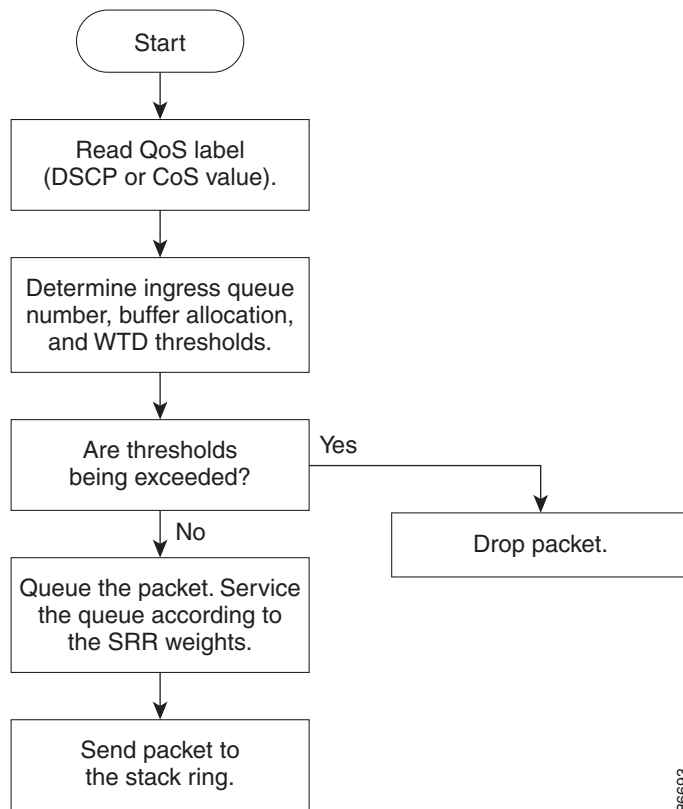 Start
Read QoS label
(DSCP or CoS value).
Determine ingress queue
number, buffer allocation,
and WTD thresholds.
Are thresholds
being exceeded?
Yes
No
Drop packet.
Queue the packet. Service
the queue according to
the SRR weights.
Send packet to
the stack ring.